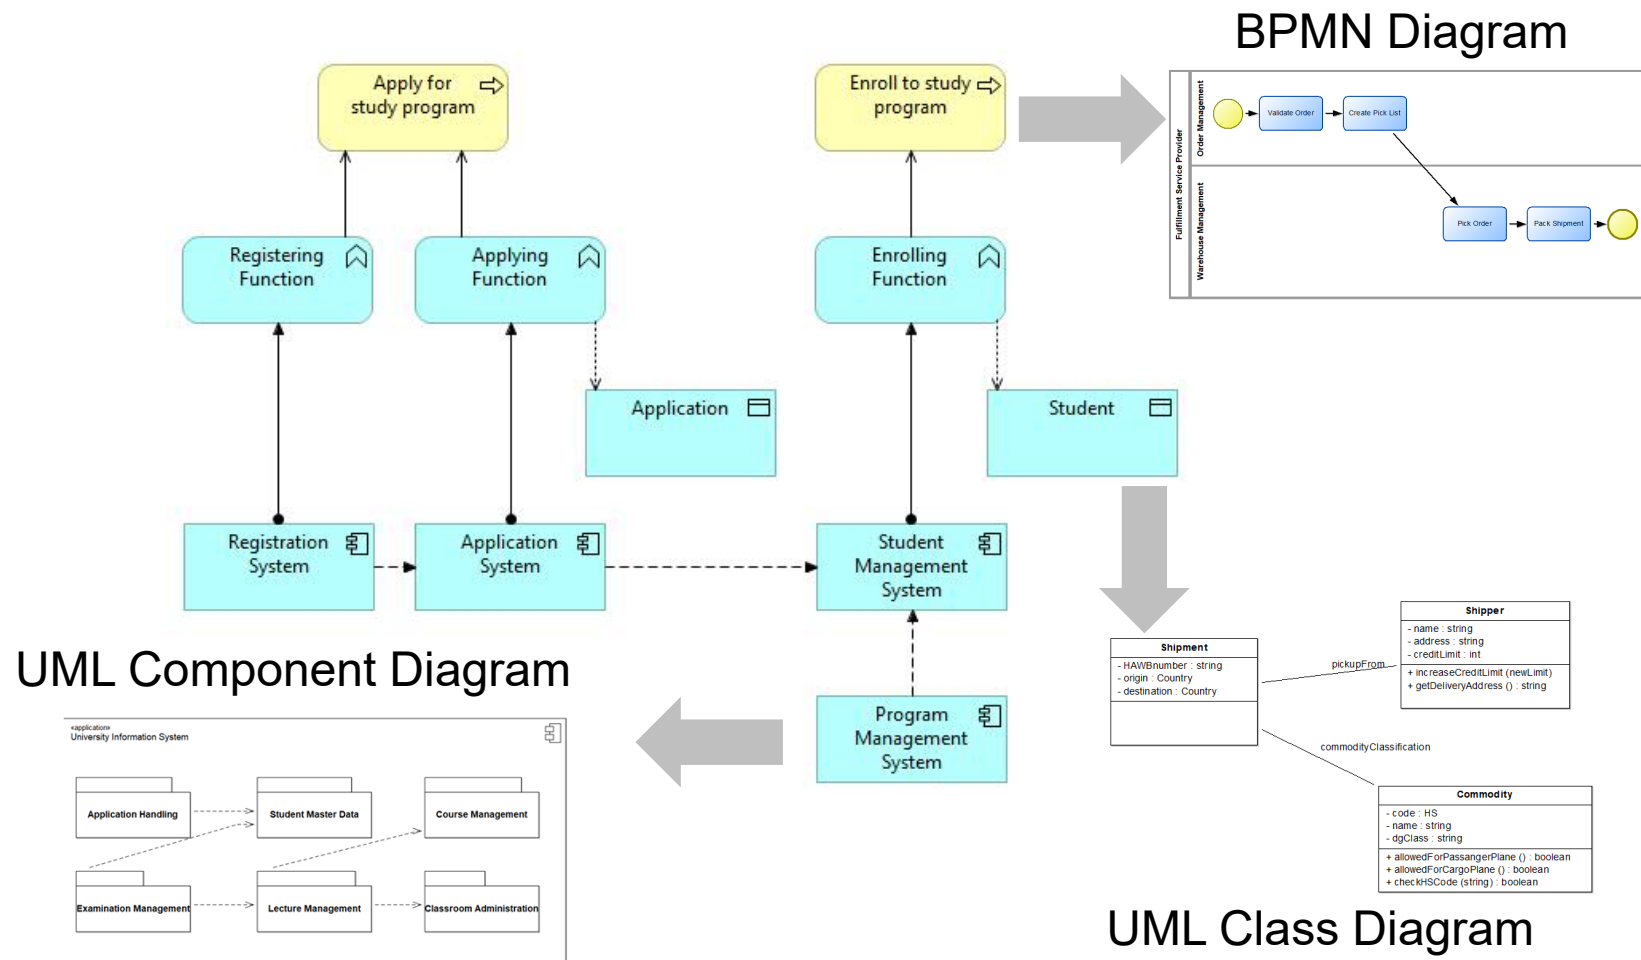 BPMN Diagram
Apply for
study program
Enroll to study
program
Fulfillment Service Provider
Order Management
Validate Order
Create Pick List
Warehouse Management
Pick Order
Pack Shipment
Registering
Function
Applying
Function
Enrolling
Function
Application
Student
Registration
System
Application
System
Student
Management
System
Program
Management
System
UML Component Diagram
«application»
University Information System
Application Handling
Student Master Data
Course Management
Examination Management
Lecture Management
Classroom Administration
Shipment
- HAWBnumber : string
- origin : Country
- destination : Country
pickupFrom
Shipper
- name : string
- address : string
- creditLimit : int
+ increaseCreditLimit (newLimit)
+ getDeliveryAddress () : string
commodityClassification
Commodity
- code : HS
- name : string
- dgClass : string
+ allowedForPassangerPlane () : boolean
+ allowedForCargoPlane () : boolean
+ checkHSCode (string) : boolean
UML Class Diagram